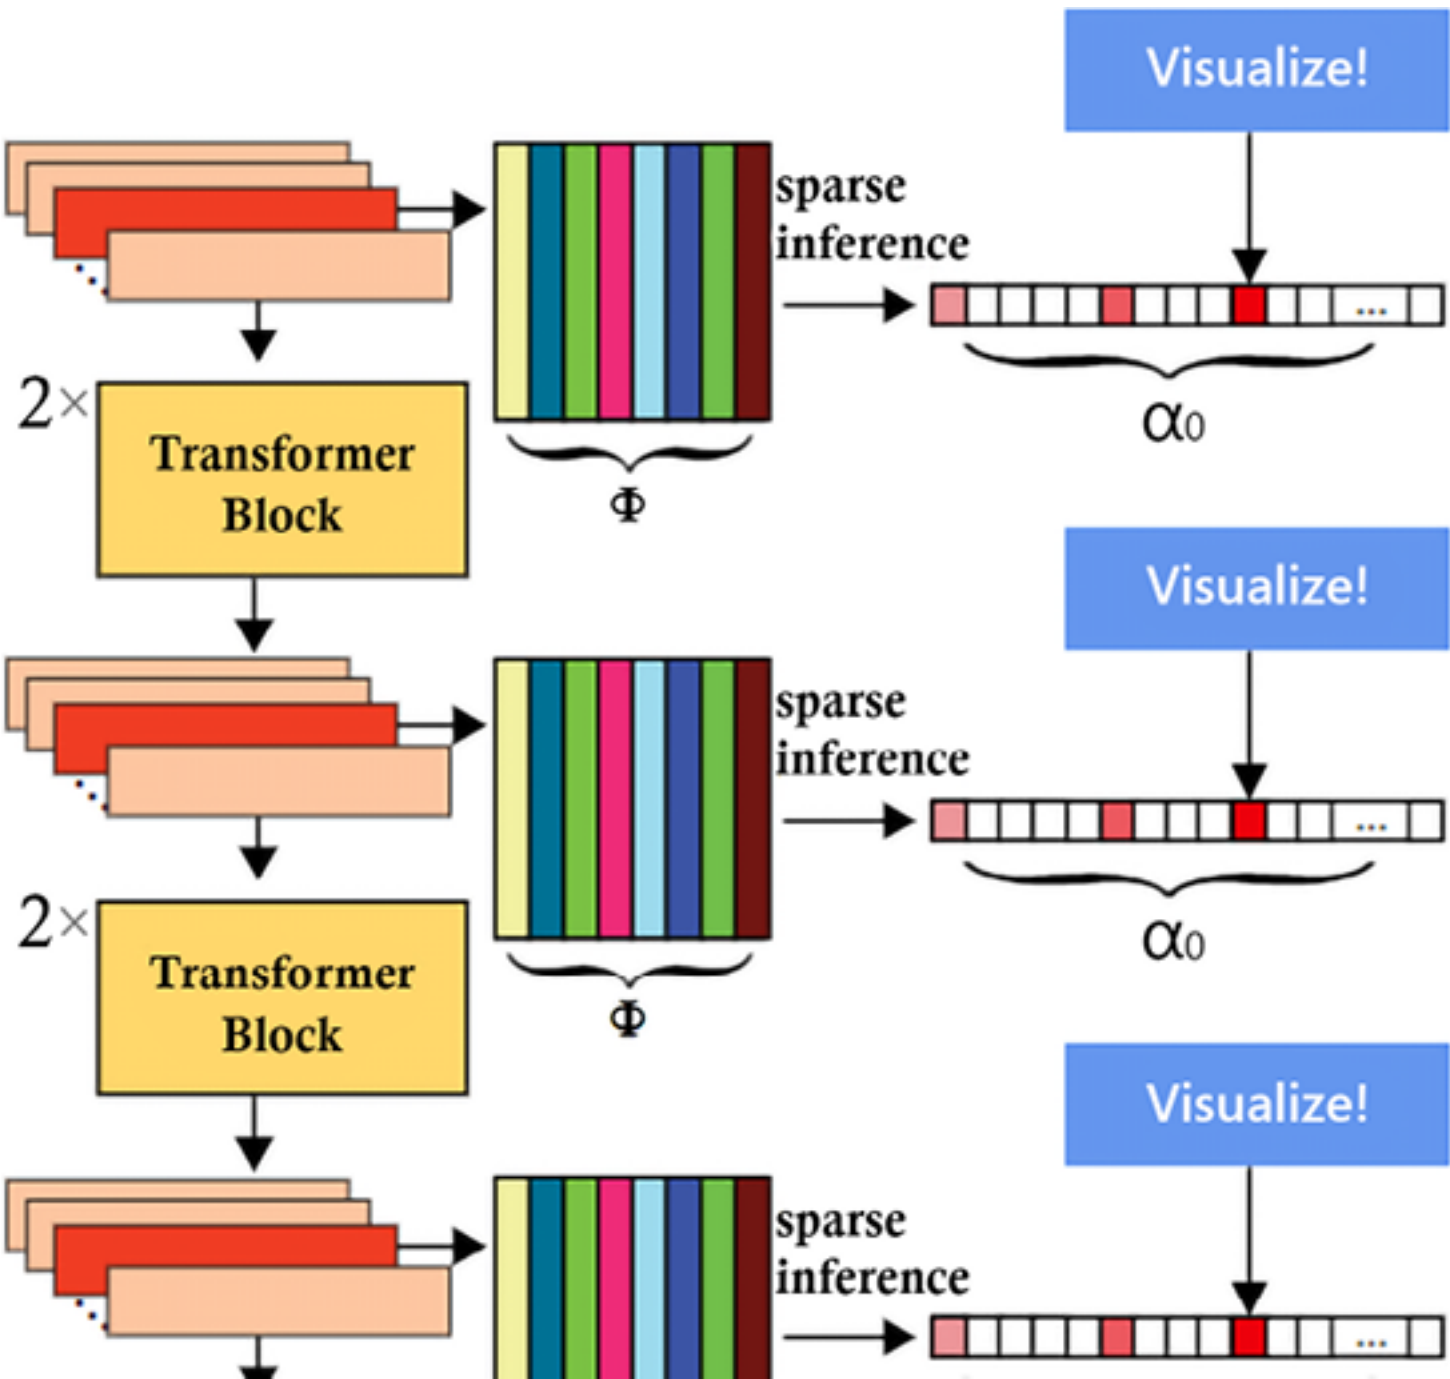 Visualize!
sparse
inference
...
α0
2×
Transformer
Block
Φ
Visualize!
sparse
inference
...
α0
2×
Transformer
Block
Φ
Visualize!
sparse
inference
...